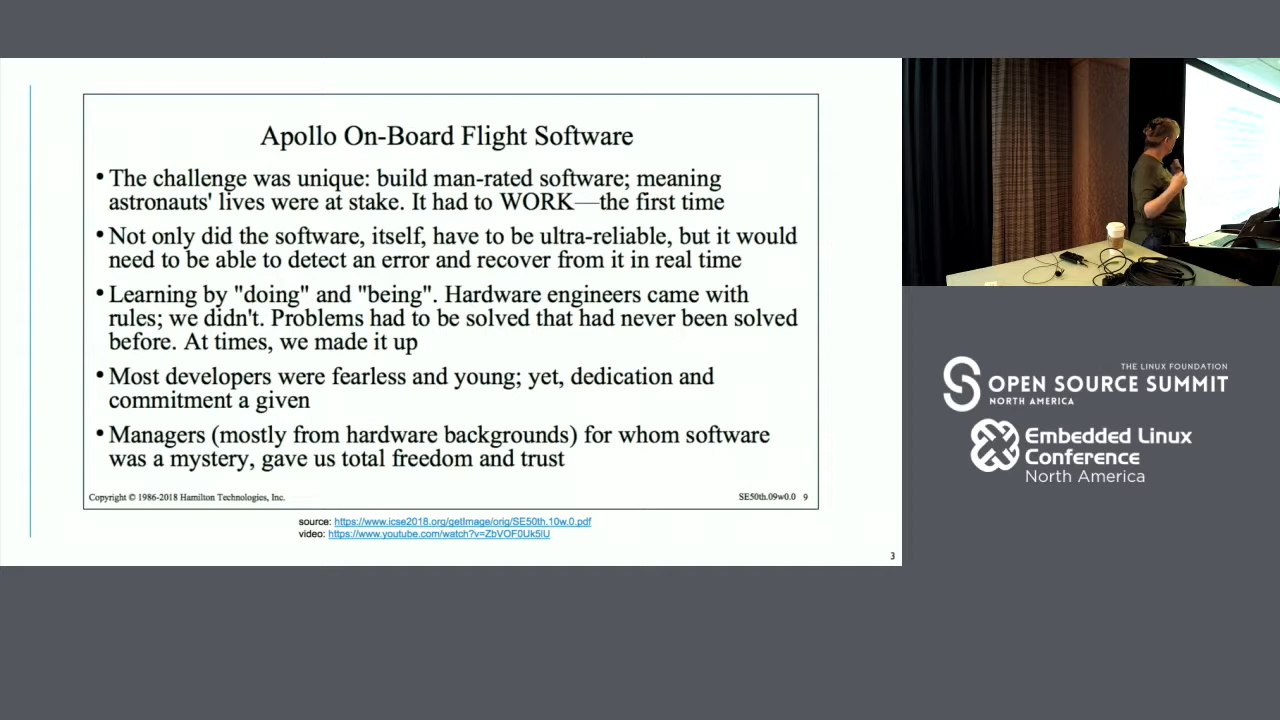 Apollo On-Board Flight Software
• The challenge was unique: build man-rated software; meaning
astronauts' lives were at stake. It had to WORK—the first time
• Not only did the software, itself, have to be ultra-reliable, but it would
need to be able to detect an error and recover from it in real time
• Learning by "doing" and "being". Hardware engineers came with
rules; we didn't. Problems had to be solved that had never been solved
before. At times, we made it up
• Most developers were fearless and young; yet, dedication and
commitment a given
• Managers (mostly from hardware backgrounds) for whom software
was a mystery, gave us total freedom and trust
Copyright © 1986-2018 Hamilton Technologies, Inc.
SE50th.09w0.0 9
source: https://www.icse2018.org/getImage/orig/SE50th.10w.0.pdf
video: https://www.youtube.com/watch?v=ZbVOF0Uk5lU
3
THE LINUX FOUNDATION
OPEN SOURCE SUMMIT
NORTH AMERICA
Embedded Linux
Conference
North America